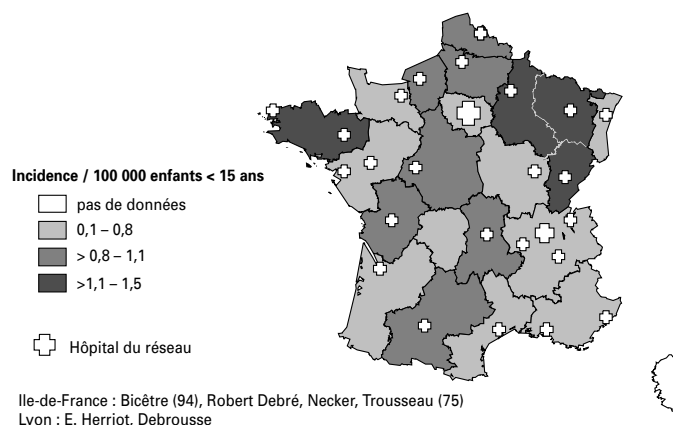 Incidence / 100 000 enfants < 15 ans
pas de données
0,1 – 0,8
> 0,8 – 1,1
>1,1 – 1,5
Hôpital du réseau
Ile-de-France : Bicêtre (94), Robert Debré, Necker, Trousseau (75)
Lyon : E. Herriot, Debrousse